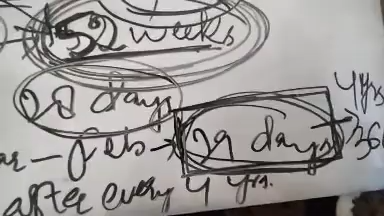 52 weeks
28 days
4 yrs
- feb → 29 days → 36
after every 4 yrs.